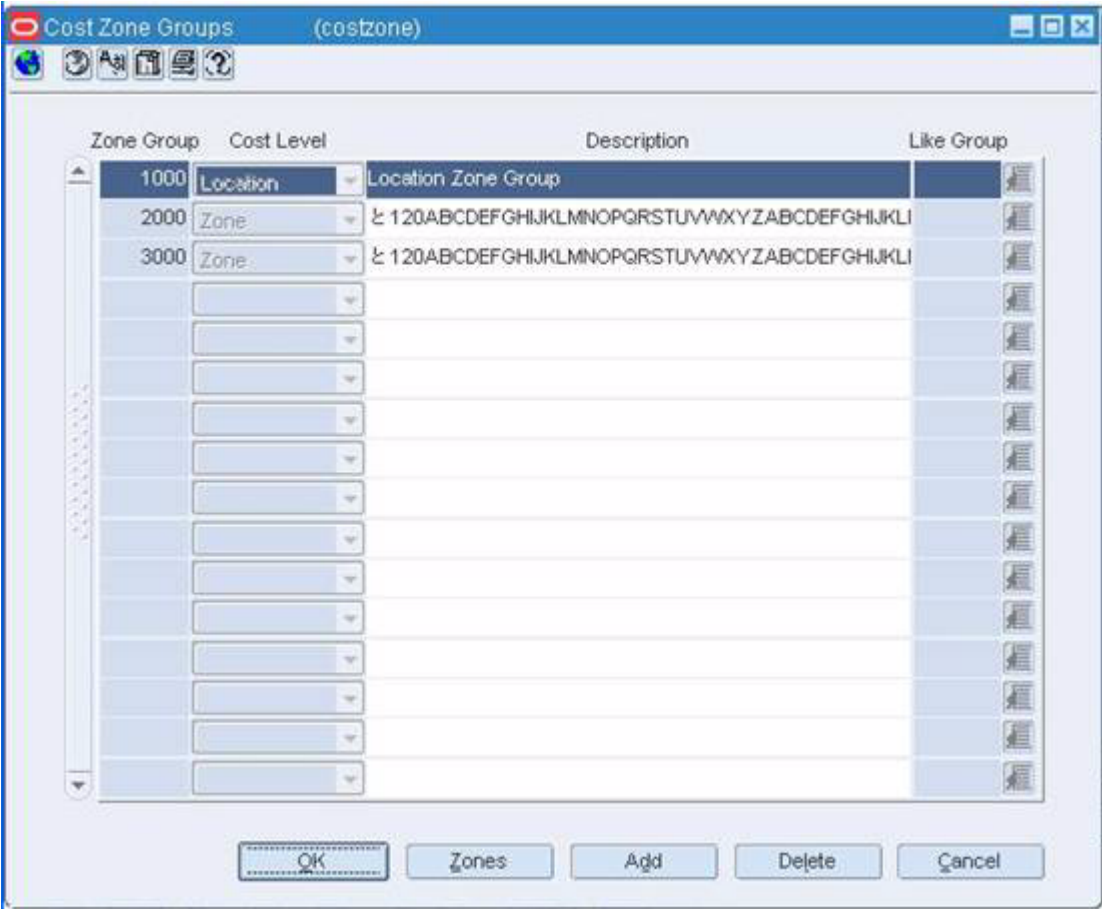 Cost Zone Groups (costzone)
Zone Group Cost Level Description Like Group
1000 Location Location Zone Group
2000 Zone と120ABCDEFGHIJKLMNOPQRSTUVWXYZABCDEFGHIJKLI
3000 Zone と120ABCDEFGHIJKLMNOPQRSTUVWXYZABCDEFGHIJKLI
OK Zones Add Delete Cancel